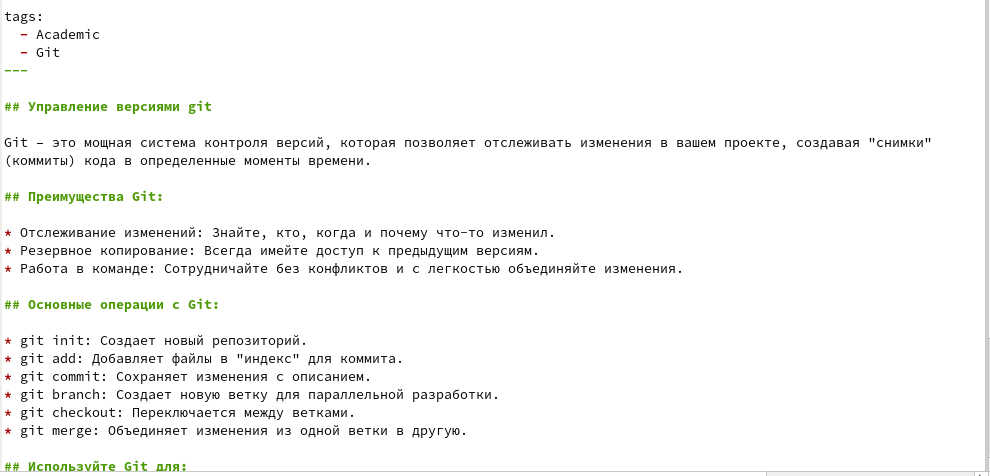 tags:
  - Academic
  - Git
---
## Управление версиями git
Git – это мощная система контроля версий, которая позволяет отслеживать изменения в вашем проекте, создавая "снимки"
(коммиты) кода в определенные моменты времени.
## Преимущества Git:
* Отслеживание изменений: Знайте, кто, когда и почему что-то изменил.
* Резервное копирование: Всегда имейте доступ к предыдущим версиям.
* Работа в команде: Сотрудничайте без конфликтов и с легкостью объединяйте изменения.
## Основные операции с Git:
* git init: Создает новый репозиторий.
* git add: Добавляет файлы в "индекс" для коммита.
* git commit: Сохраняет изменения с описанием.
* git branch: Создает новую ветку для параллельной разработки.
* git checkout: Переключается между ветками.
* git merge: Объединяет изменения из одной ветки в другую.
## Используйте Git для: